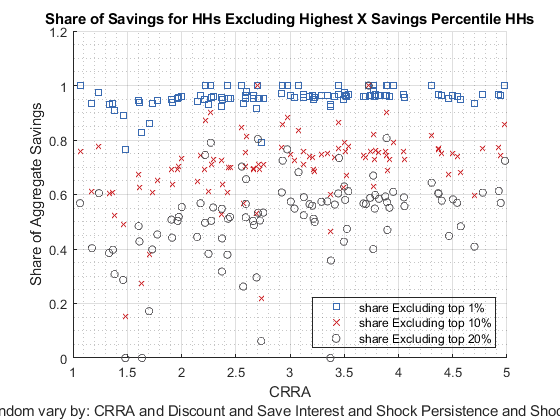 Share of Savings for HHs Excluding Highest X Savings Percentile HHs
1.2
1
0.8
0.6
0.4
0.2
0
Share of Aggregate Savings
share Excluding top 1%
share Excluding top 10%
share Excluding top 20%
1 1.5 2 2.5 3 3.5 4 4.5 5
CRRA
vary by: CRRA and Discount and Save Interest and Shock Persistence and